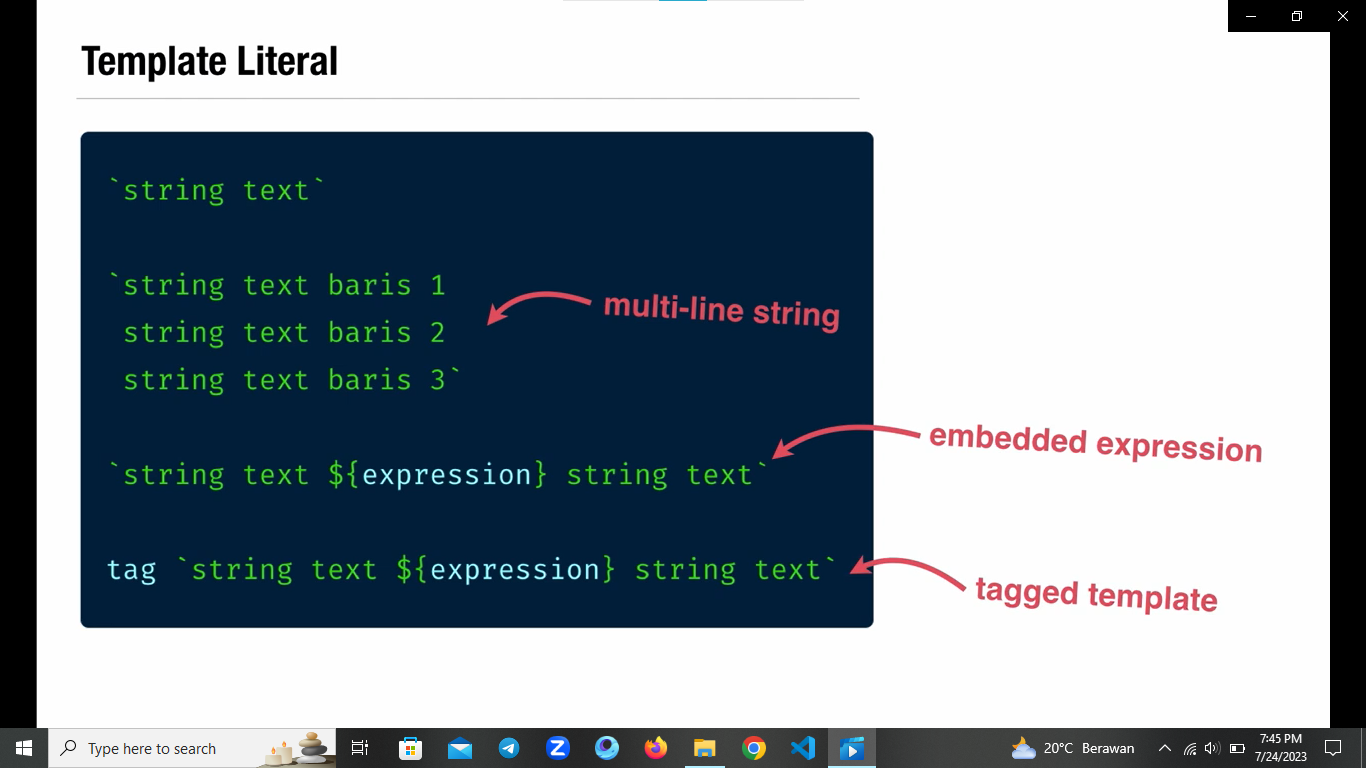 Template Literal
`string text`
`string text baris 1
string text baris 2
string text baris 3`
multi-line string
`string text ${expression} string text`
embedded expression
tag `string text ${expression} string text`
tagged template
Type here to search
20°C Berawan
7:45 PM
7/24/2023